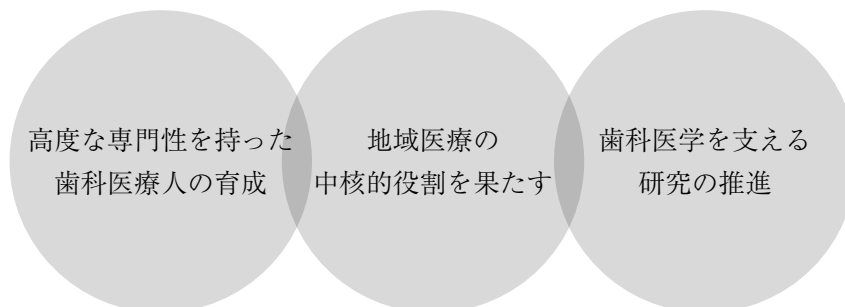 高度な専門性を持った
歯科医療人の育成
地域医療の
中核的役割を果たす
歯科医学を支える
研究の推進